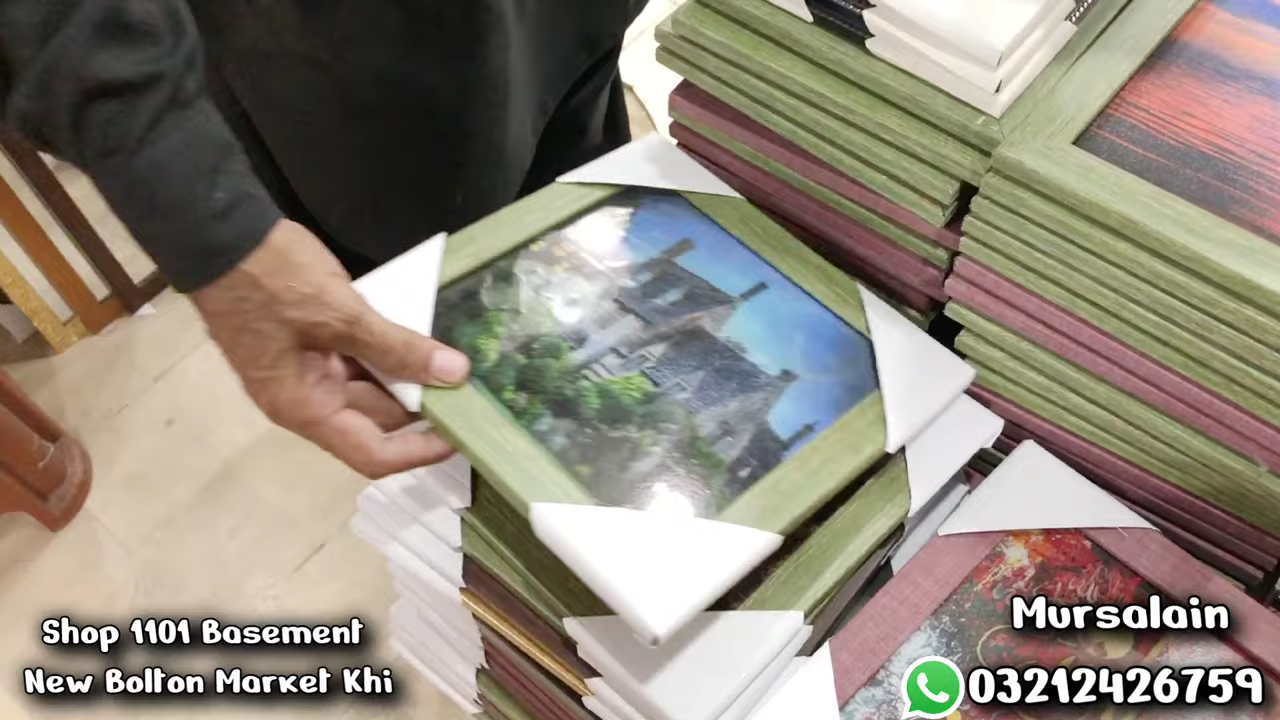 Shop 1101 Basement
New Bolton Market Khi
Mursalain
03212426759